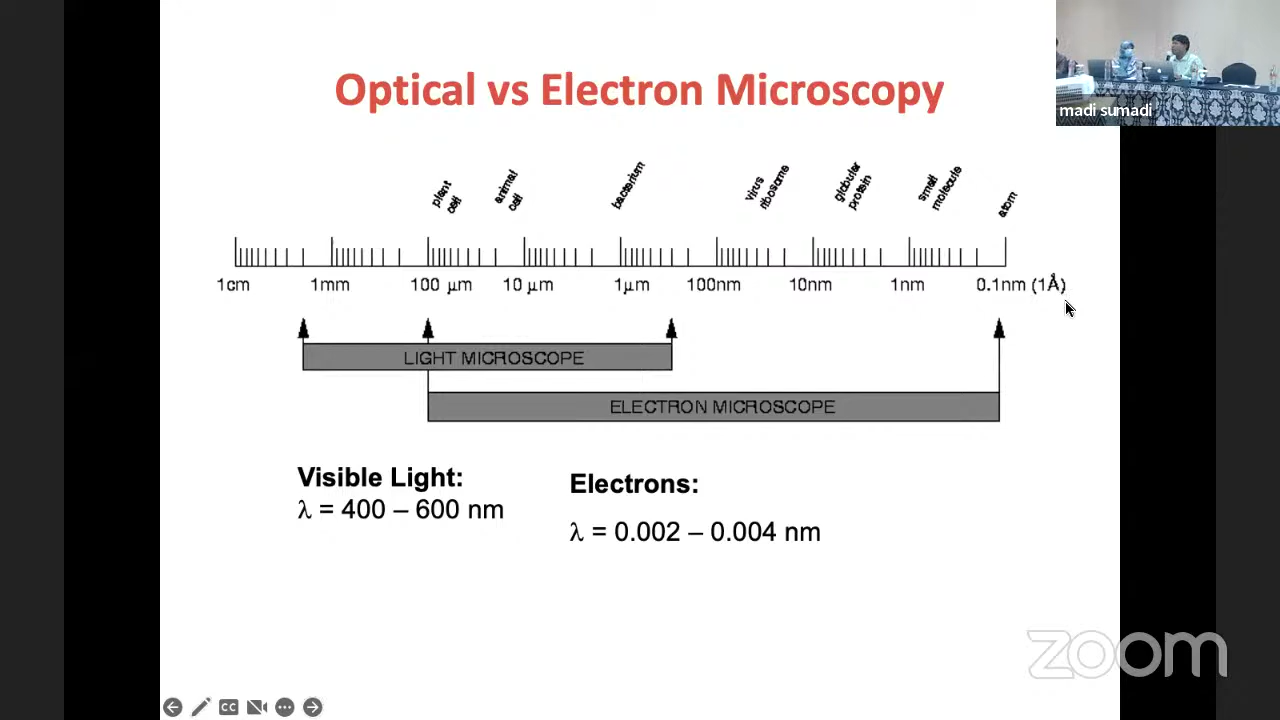 Optical vs Electron Microscopy
madi sumadi
plant
cell
animal
cell
bacterium
virus
ribosome
globular
protein
small
molecule
atom
1cm 1mm 100 µm 10 µm 1µm 100nm 10nm 1nm 0.1nm (1Å)
LIGHT MICROSCOPE
ELECTRON MICROSCOPE
Visible Light:
λ = 400 – 600 nm
Electrons:
λ = 0.002 – 0.004 nm
zoom
CC